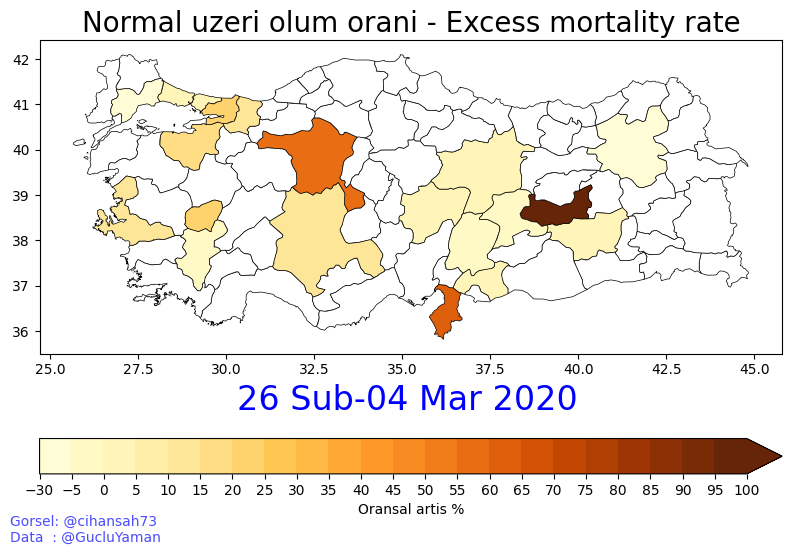 Normal uzeri olum orani - Excess mortality rate
42
41
40
39
38
37
36
25.0 27.5 30.0 32.5 35.0 37.5 40.0 42.5 45.0
26 Sub-04 Mar 2020
−30 −5 0 5 10 15 20 25 30 35 40 45 50 55 60 65 70 75 80 85 90 95 100
Oransal artis %
Gorsel: @cihansah73
Data : @GucluYaman